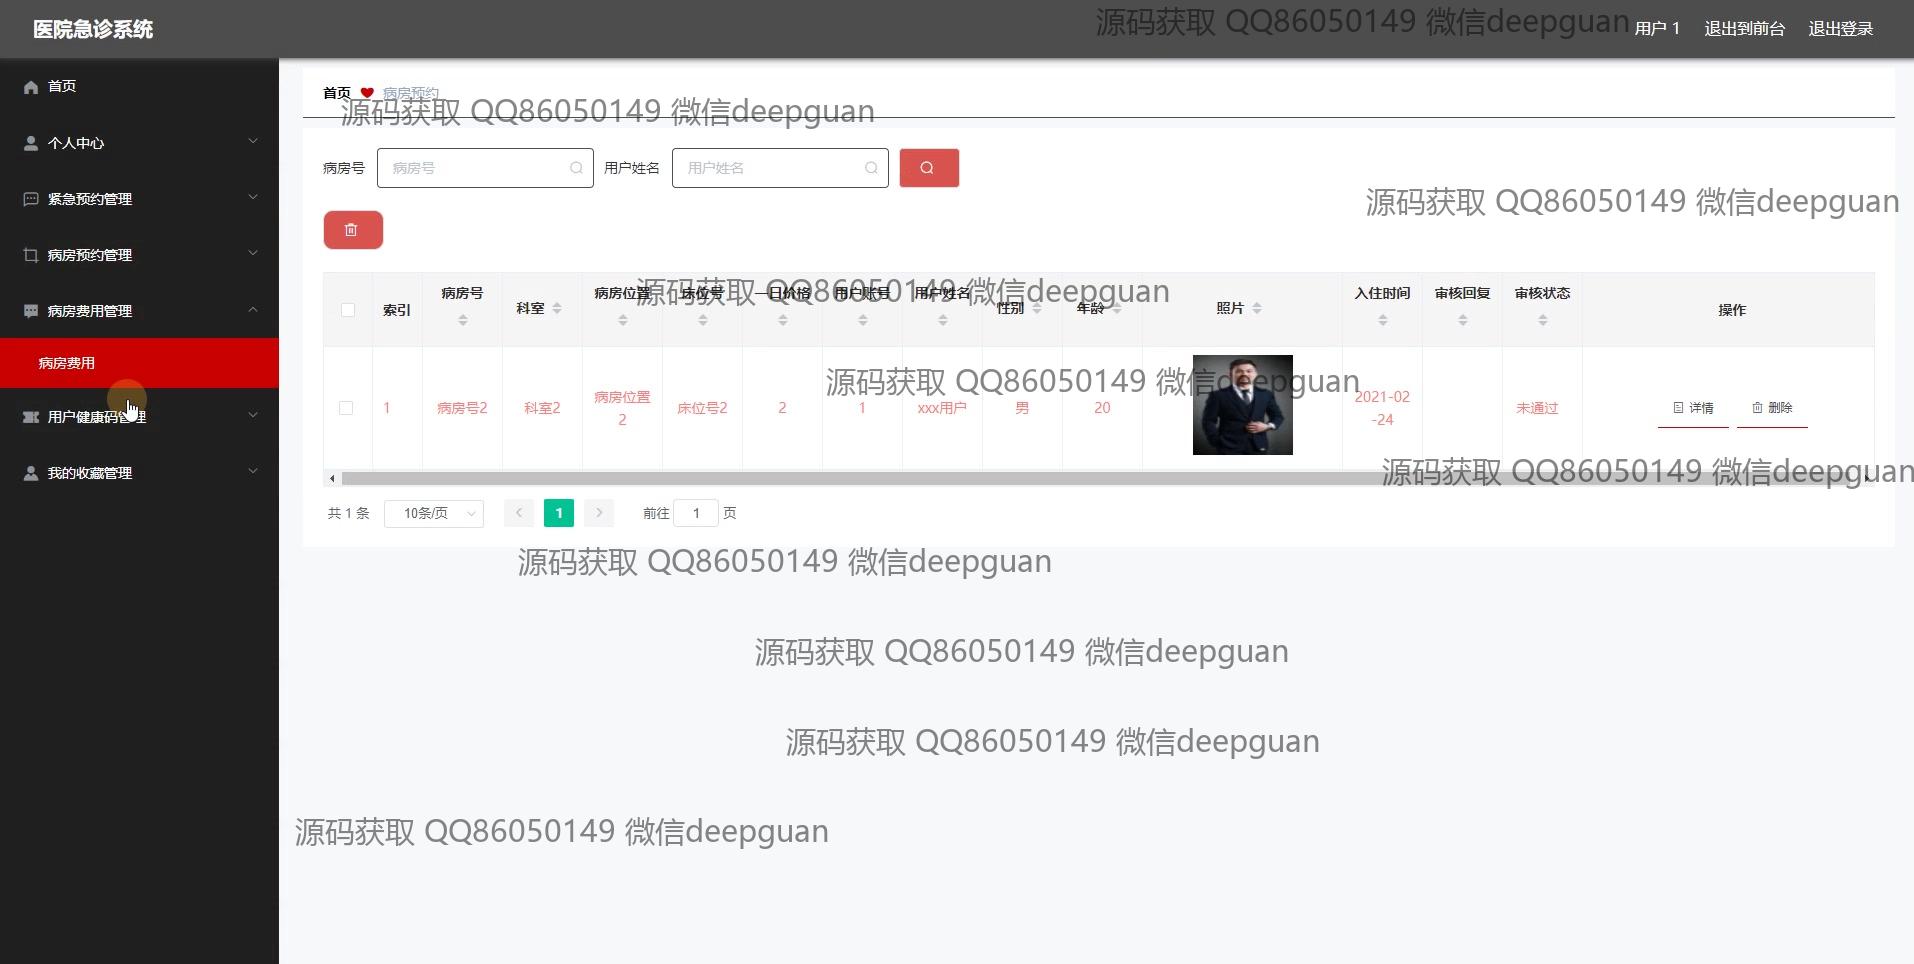 医院急诊系统
源码获取 QQ86050149 微信deepguan
用户 1 退出到前台 退出登录
首页
个人中心
紧急预约管理
病房预约管理
病房费用管理
病房费用
用户健康码管理
我的收藏管理
首页 病房预约
源码获取 QQ86050149 微信deepguan
病房号 病房号 用户姓名 用户姓名
源码获取 QQ86050149 微信deepguan
源码获取 QQ86050149 微信deepguan
索引 病房号 科室 病房位置 床位号 一日价格 用户账号 用户姓名 性别 年龄 照片 入住时间 审核回复 审核状态 操作
源码获取 QQ86050149 微信deepguan
1 病房号2 科室2 病房位置2 床位号2 2 1 xxx用户 男 20 2021-02-24 未通过 详情 删除
源码获取 QQ86050149 微信deepguan
共 1 条 10条/页 1 前往 1 页
源码获取 QQ86050149 微信deepguan
源码获取 QQ86050149 微信deepguan
源码获取 QQ86050149 微信deepguan
源码获取 QQ86050149 微信deepguan